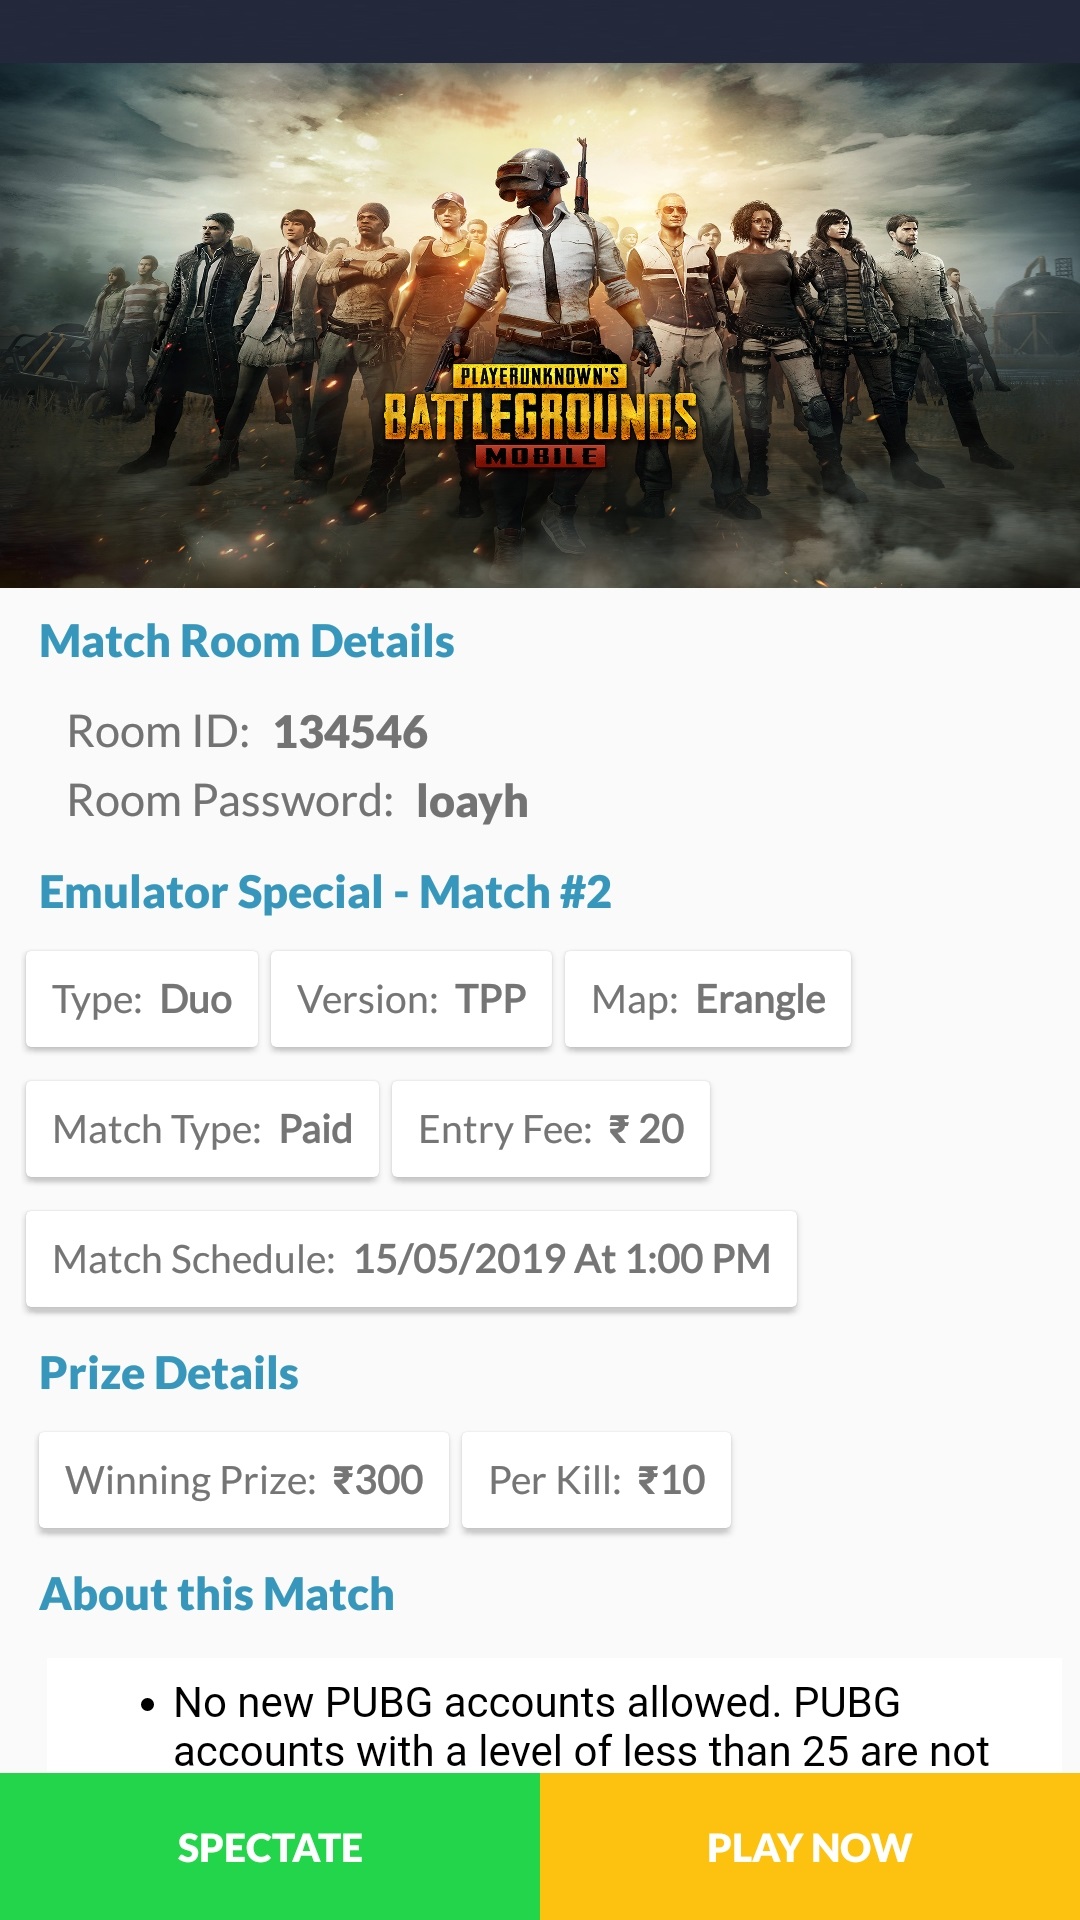 PLAYERUNKNOWN'S
BATTLEGROUNDS
MOBILE
Match Room Details
Room ID: 134546
Room Password: loayh
Emulator Special - Match #2
Type: Duo Version: TPP Map: Erangle
Match Type: Paid Entry Fee: ₹ 20
Match Schedule: 15/05/2019 At 1:00 PM
Prize Details
Winning Prize: ₹300 Per Kill: ₹10
About this Match
• No new PUBG accounts allowed. PUBG
accounts with a level of less than 25 are not
SPECTATE PLAY NOW